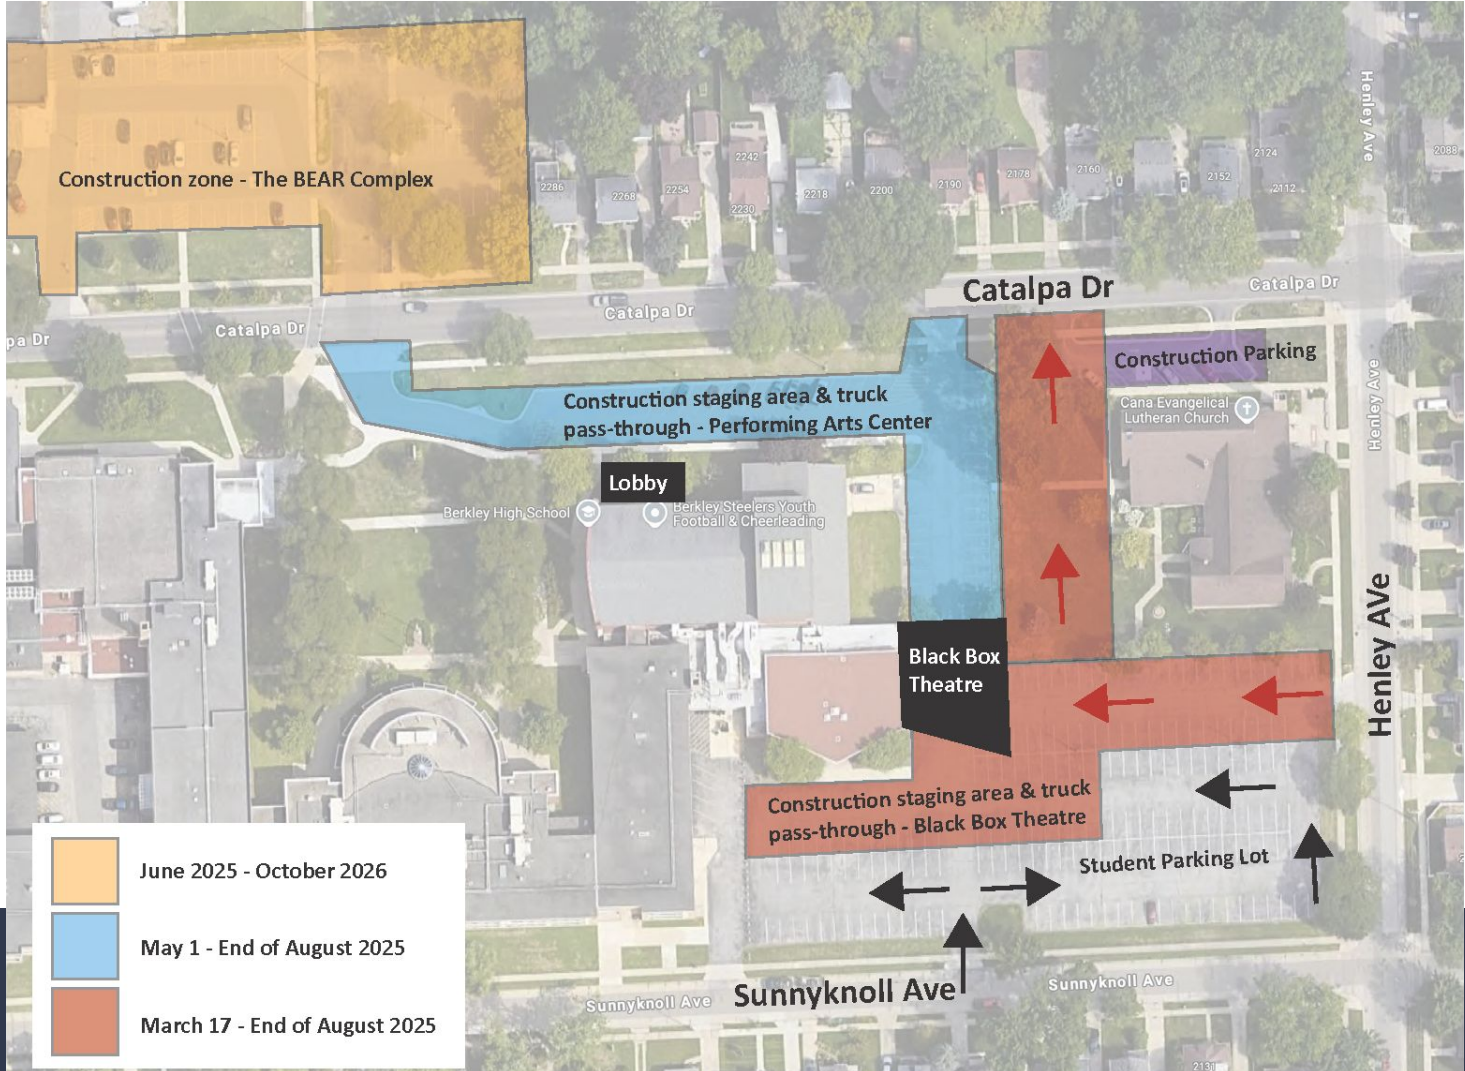 Henley Ave
2088
2124
2242
2286
2268
2254
2230
2218
2200
2190
2178
2160
2152
2112
Construction zone - The BEAR Complex
Catalpa Dr
Catalpa Dr
Catalpa Dr
Catalpa Dr
pa Dr
Construction Parking
Henley Ave
Construction staging area & truck
pass-through - Performing Arts Center
Cana Evangelical
Lutheran Church
Lobby
Berkley High School
Berkley Steelers Youth
Football & Cheerleading
Henley AVe
Black Box
Theatre
Construction staging area & truck
pass-through - Black Box Theatre
Student Parking Lot
Sunnyknoll Ave
Sunnyknoll Ave
Sunnyknoll Ave
June 2025 - October 2026
May 1 - End of August 2025
March 17 - End of August 2025